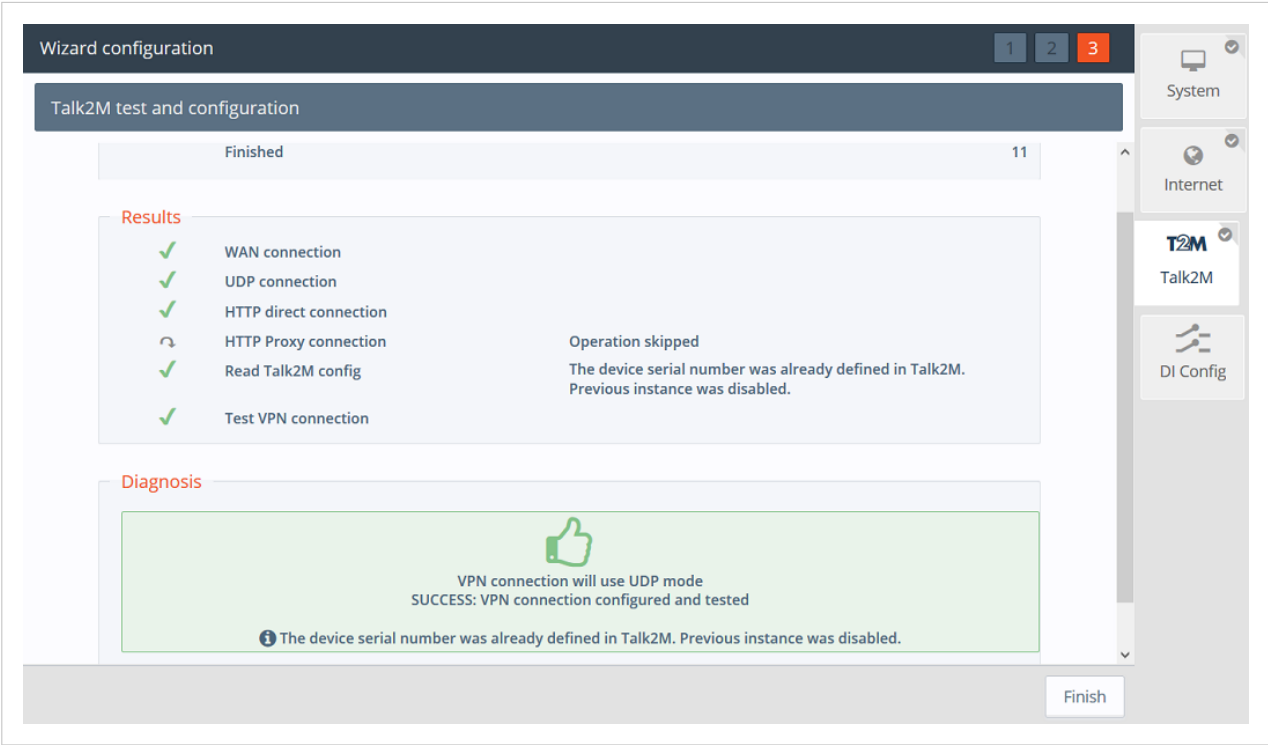 Wizard configuration
1 2 3
Talk2M test and configuration
Finished 11
Results
WAN connection
UDP connection
HTTP direct connection
HTTP Proxy connection Operation skipped
Read Talk2M config The device serial number was already defined in Talk2M.
Previous instance was disabled.
Test VPN connection
Diagnosis
VPN connection will use UDP mode
SUCCESS: VPN connection configured and tested
The device serial number was already defined in Talk2M. Previous instance was disabled.
Finish
System
Internet
T2M
Talk2M
DI Config